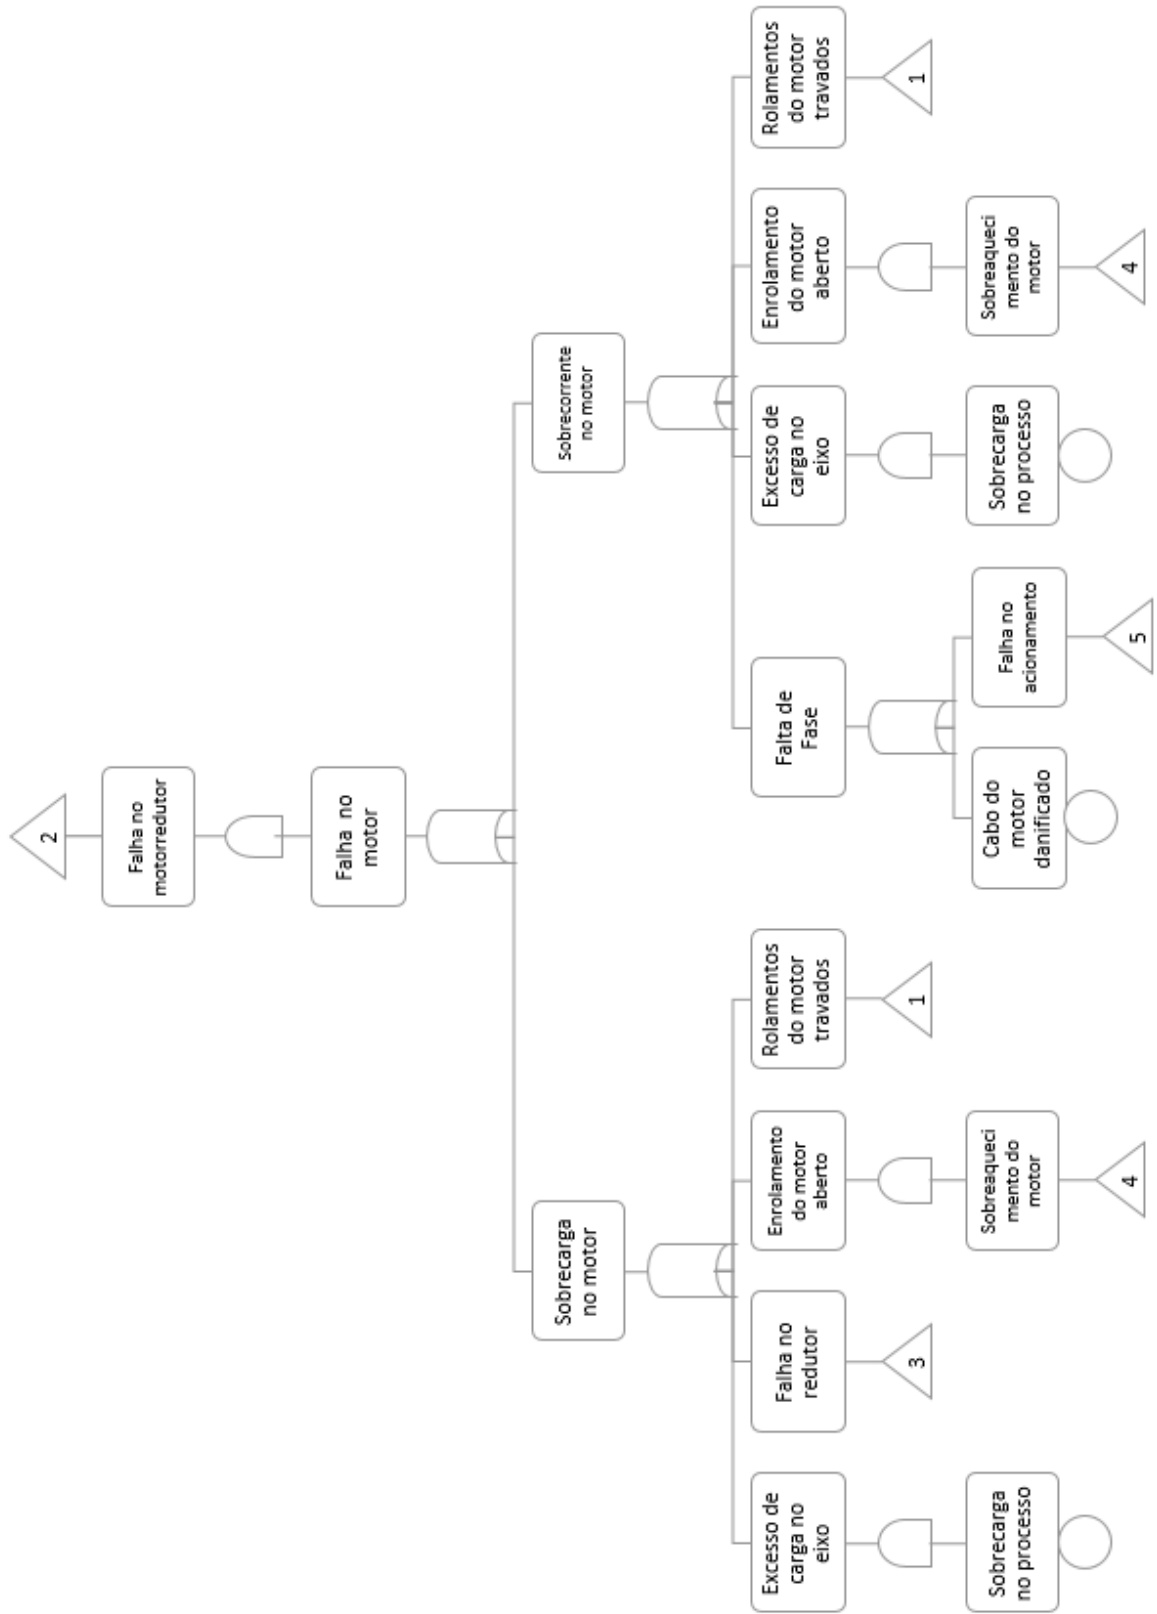 2
Falha no
motorredutor
Falha no
motor
Sobrecarga
no motor
Sobrecorrente
no motor
Excesso de
carga no
eixo
Falha no
redutor
Enrolamento
do motor
aberto
Rolamentos
do motor
travados
Falta de
Fase
Excesso de
carga no
eixo
Enrolamento
do motor
aberto
Rolamentos
do motor
travados
3
1
1
Sobrecarga
no processo
Sobreaqueci
mento do
motor
Cabo do
motor
danificado
Falha no
acionamento
Sobrecarga
no processo
Sobreaqueci
mento do
motor
4
5
4